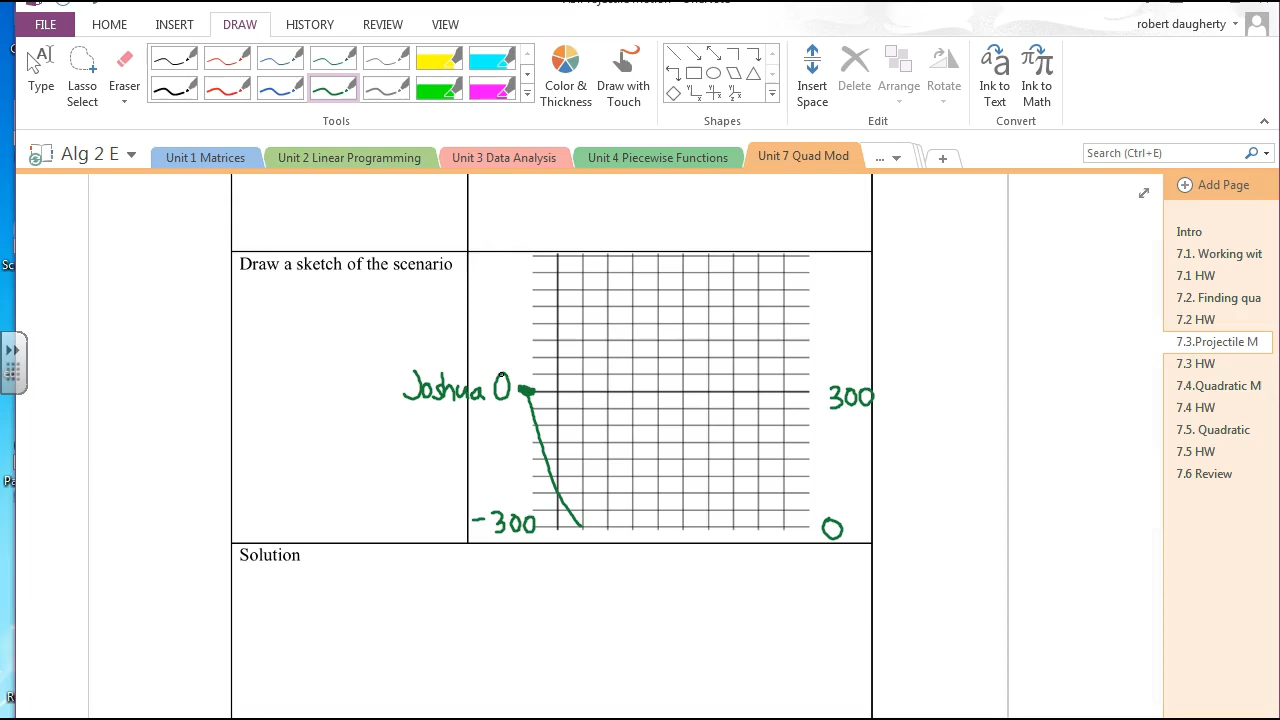 FILE HOME INSERT DRAW HISTORY REVIEW VIEW robert daugherty
Type Lasso Select Eraser Color & Thickness Draw with Touch Insert Space Delete Arrange Rotate Ink to Text Ink to Math
Tools Shapes Edit Convert
Alg 2 E Unit 1 Matrices Unit 2 Linear Programming Unit 3 Data Analysis Unit 4 Piecewise Functions Unit 7 Quad Mod ... Search (Ctrl+E)
Add Page
Intro
7.1. Working wit
7.1 HW
7.2. Finding qua
7.2 HW
7.3.Projectile M
7.3 HW
7.4.Quadratic M
7.4 HW
7.5. Quadratic
7.5 HW
7.6 Review
Draw a sketch of the scenario
Joshua 0 300
-300 0
Solution